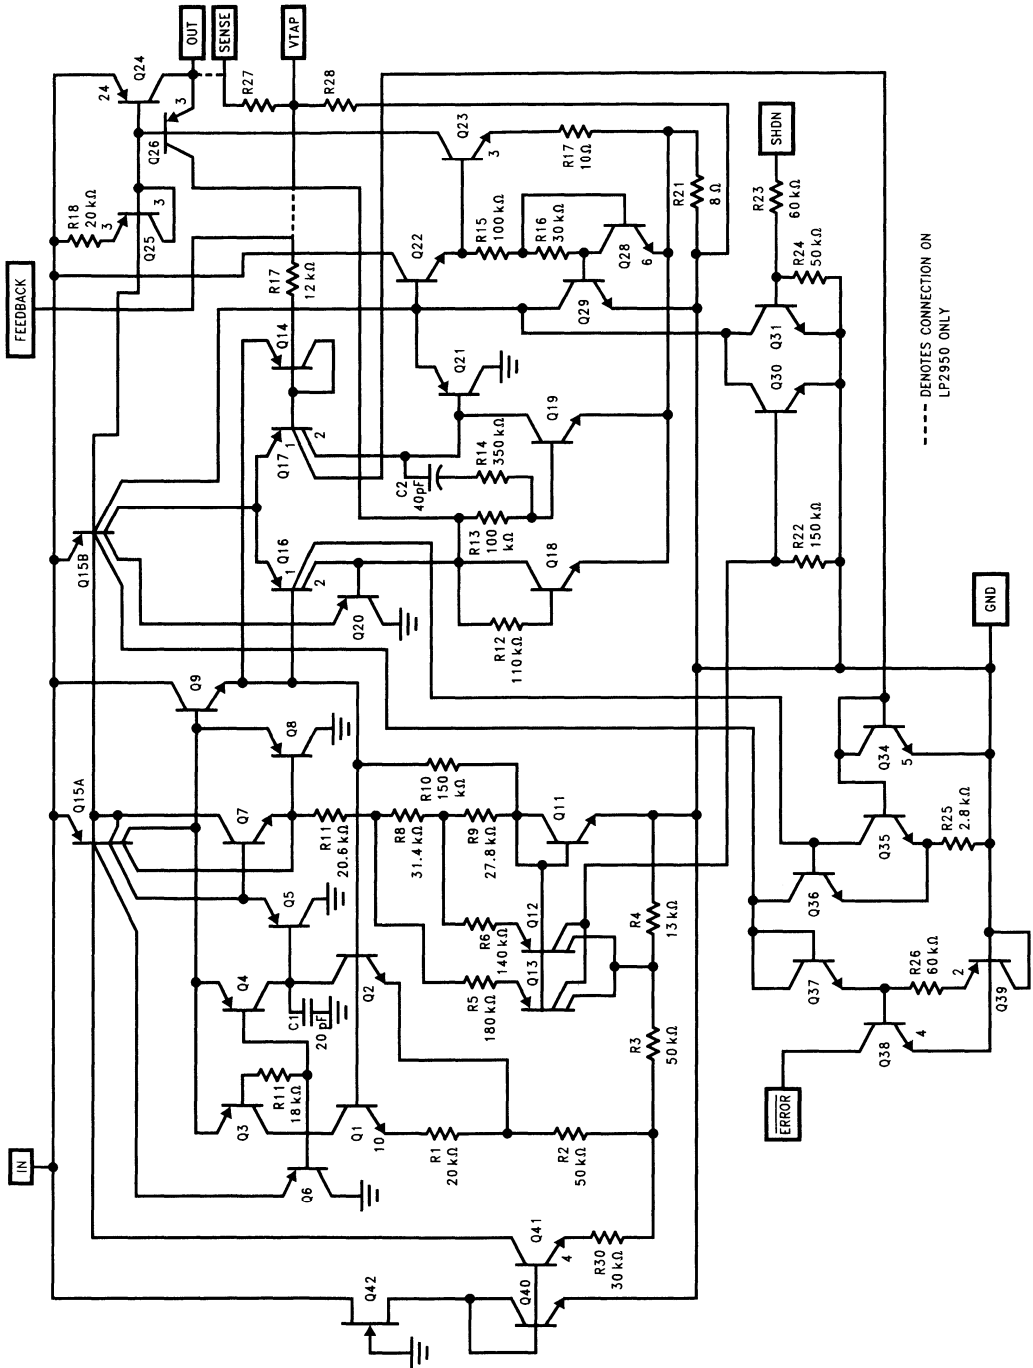 OUT
SENSE
VTAP
24
Q24
R27
R28
3
Q26
R18
20 kΩ
3
3
Q25
Q23
3
R17
10Ω
R21
8 Ω
SHDN
R23
60 kΩ
R24
50 kΩ
FEEDBACK
R17
12 kΩ
Q22
R15
100 kΩ
R16
30 kΩ
Q28
6
Q29
Q31
Q30
DENOTES CONNECTION ON
LP2950 ONLY
Q14
Q21
Q17
1
2
C2
40pF
R14
350 kΩ
Q19
Q15B
Q16
1
2
R13
100
kΩ
Q18
R22
150 kΩ
Q20
R12
110 kΩ
GND
Q9
Q8
Q15A
Q7
R11
20.6 kΩ
R10
150
kΩ
R8
31.4 kΩ
R9
27.8 kΩ
Q11
Q34
5
Q35
R25
2.8 kΩ
Q36
Q5
R6
140 kΩ
Q12
Q13
R5
180 kΩ
R4
13 kΩ
Q4
C1
20 pF
Q2
R3
50 kΩ
Q37
R26
60 kΩ
2
Q39
Q38
4
ERROR
Q3
R11
18 kΩ
Q1
10
R1
20 kΩ
R2
50 kΩ
IN
Q6
Q41
4
R30
30 kΩ
Q40
Q42